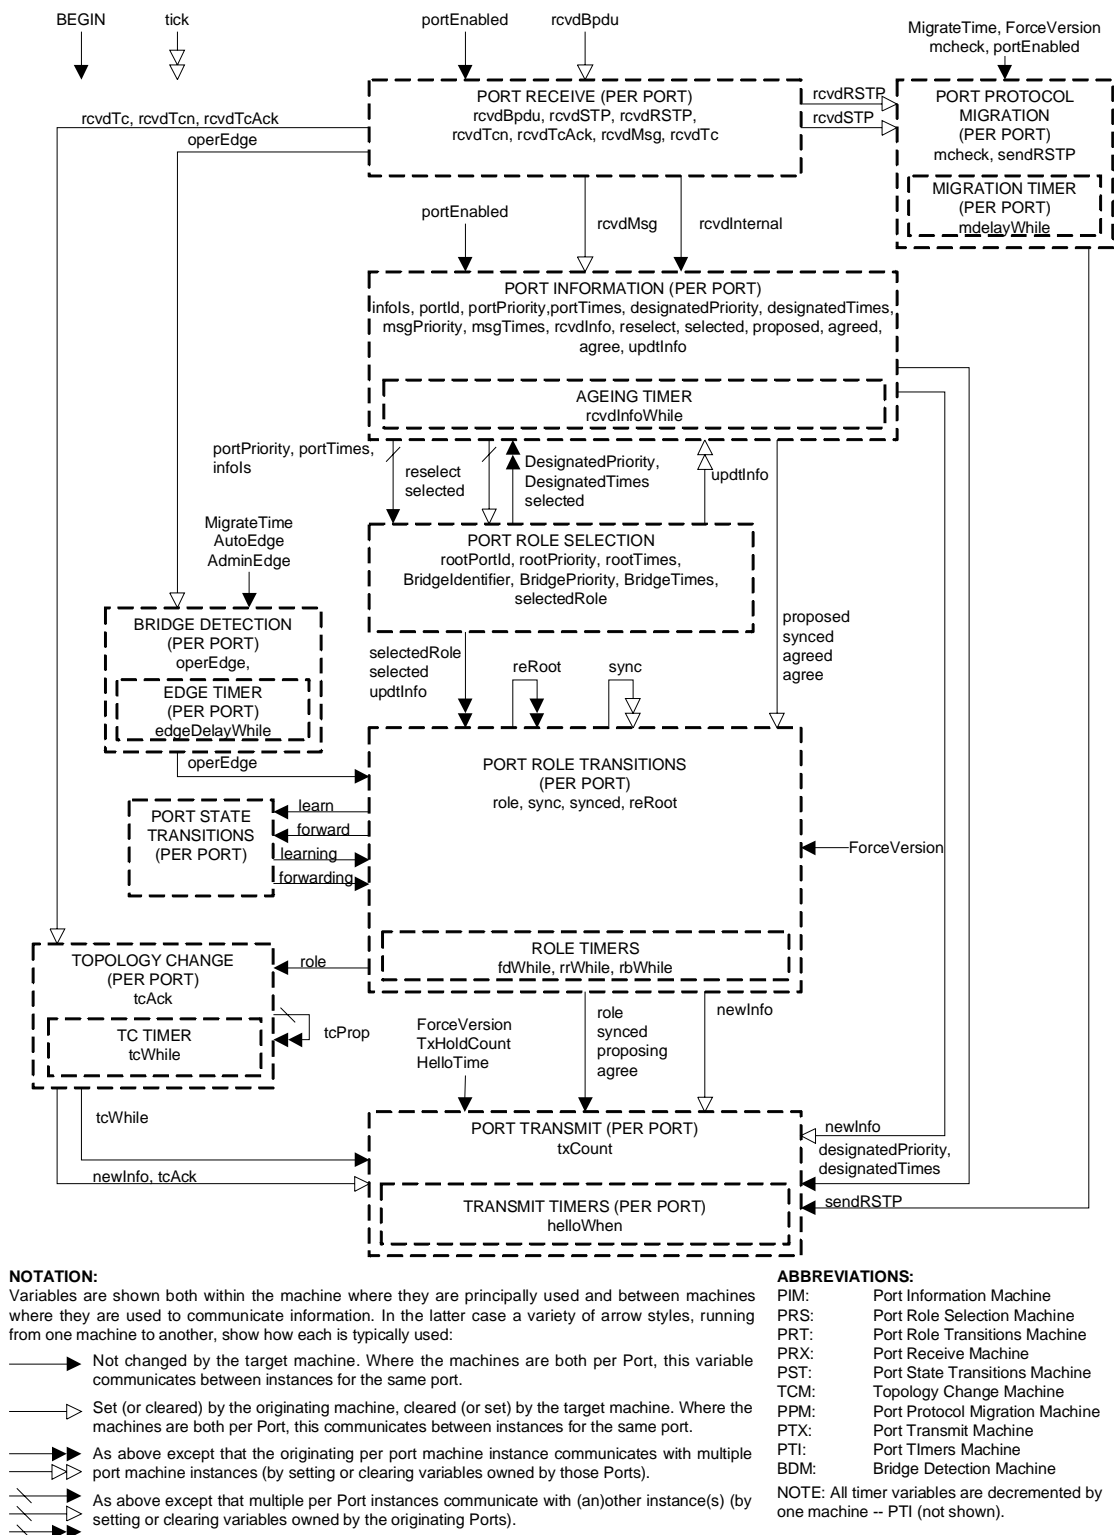 BEGIN
tick
portEnabled
rcvdBpdu
MigrateTime, ForceVersion
mcheck, portEnabled
PORT RECEIVE (PER PORT)
rcvdBpdu, rcvdSTP, rcvdRSTP,
rcvdTcn, rcvdTcAck, rcvdMsg, rcvdTc
rcvdRSTP
rcvdSTP
PORT PROTOCOL
MIGRATION
(PER PORT)
mcheck, sendRSTP
MIGRATION TIMER
(PER PORT)
mdelayWhile
rcvdTc, rcvdTcn, rcvdTcAck
operEdge
portEnabled
rcvdMsg
rcvdInternal
PORT INFORMATION (PER PORT)
infoIs, portId, portPriority,portTimes, designatedPriority, designatedTimes,
msgPriority, msgTimes, rcvdInfo, reselect, selected, proposed, agreed,
agree, updtInfo
AGEING TIMER
rcvdInfoWhile
portPriority, portTimes,
infoIs
reselect
selected
DesignatedPriority,
DesignatedTimes
selected
updtInfo
PORT ROLE SELECTION
rootPortId, rootPriority, rootTimes,
BridgeIdentifier, BridgePriority, BridgeTimes,
selectedRole
MigrateTime
AutoEdge
AdminEdge
BRIDGE DETECTION
(PER PORT)
operEdge,
EDGE TIMER
(PER PORT)
edgeDelayWhile
operEdge
selectedRole
selected
updtInfo
reRoot
sync
proposed
synced
agreed
agree
PORT ROLE TRANSITIONS
(PER PORT)
role, sync, synced, reRoot
PORT STATE
TRANSITIONS
(PER PORT)
learn
forward
learning
forwarding
ForceVersion
ROLE TIMERS
fdWhile, rrWhile, rbWhile
TOPOLOGY CHANGE
(PER PORT)
tcAck
TC TIMER
tcWhile
role
tcProp
ForceVersion
TxHoldCount
HelloTime
role
synced
proposing
agree
newInfo
tcWhile
newInfo, tcAck
PORT TRANSMIT (PER PORT)
txCount
TRANSMIT TIMERS (PER PORT)
helloWhen
newInfo
designatedPriority,
designatedTimes
sendRSTP
NOTATION:
Variables are shown both within the machine where they are principally used and between machines
where they are used to communicate information. In the latter case a variety of arrow styles, running
from one machine to another, show how each is typically used:
Not changed by the target machine. Where the machines are both per Port, this variable
communicates between instances for the same port.
Set (or cleared) by the originating machine, cleared (or set) by the target machine. Where the
machines are both per Port, this communicates between instances for the same port.
As above except that the originating per port machine instance communicates with multiple
port machine instances (by setting or clearing variables owned by those Ports).
As above except that multiple per Port instances communicate with (an)other instance(s) (by
setting or clearing variables owned by the originating Ports).
ABBREVIATIONS:
PIM: Port Information Machine
PRS: Port Role Selection Machine
PRT: Port Role Transitions Machine
PRX: Port Receive Machine
PST: Port State Transitions Machine
TCM: Topology Change Machine
PPM: Port Protocol Migration Machine
PTX: Port Transmit Machine
PTI: Port TImers Machine
BDM: Bridge Detection Machine
NOTE: All timer variables are decremented by
one machine -- PTI (not shown).